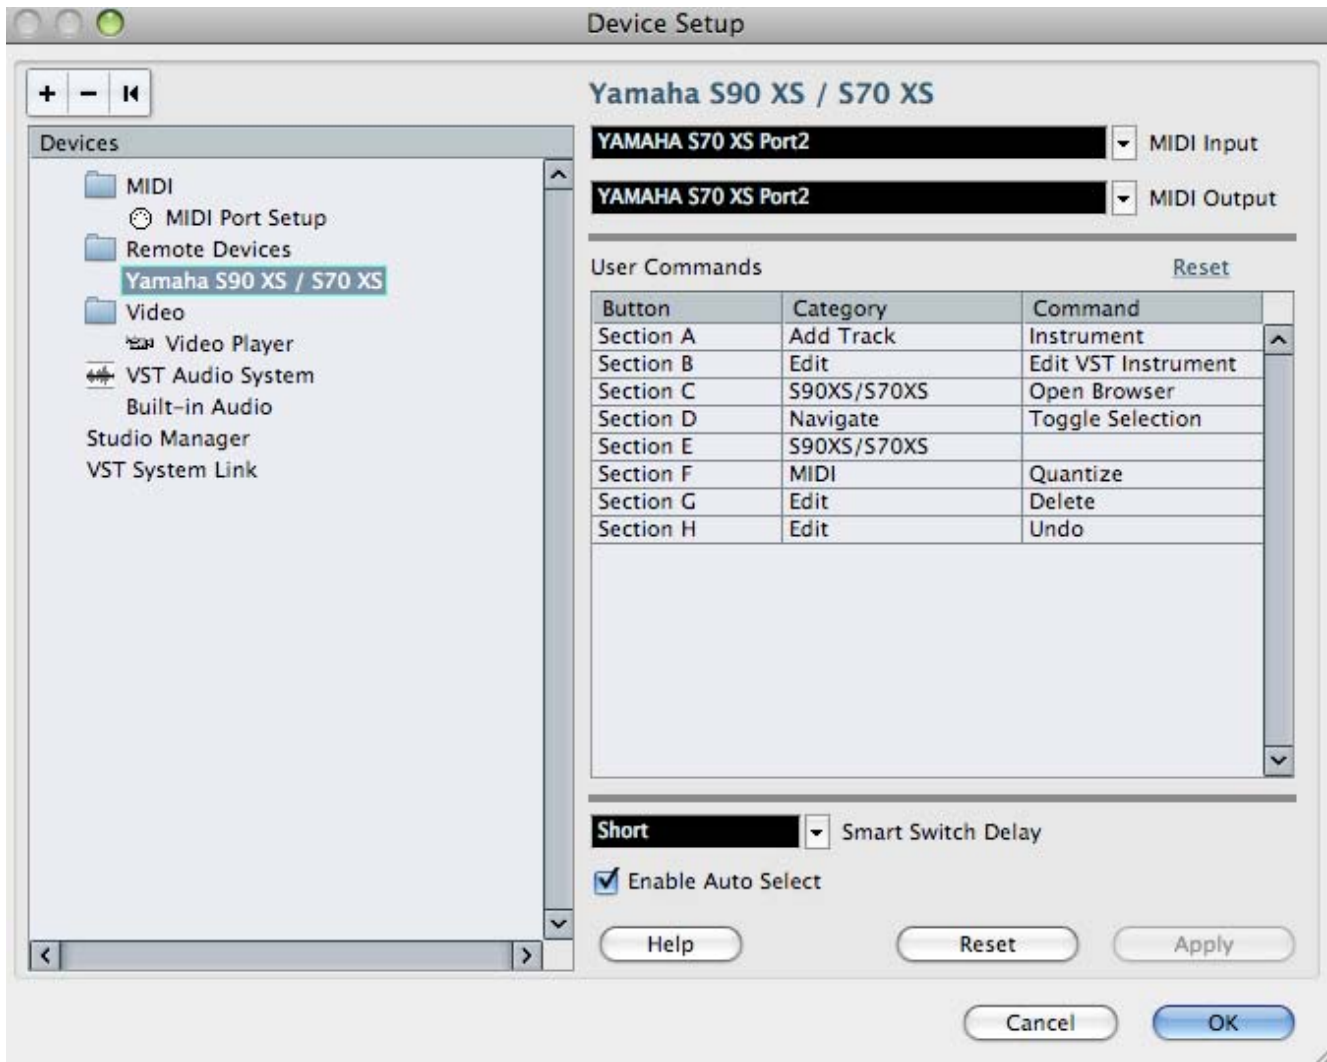 Device Setup
+ −
Devices
MIDI
MIDI Port Setup
Remote Devices
Yamaha S90 XS / S70 XS
Video
Video Player
VST Audio System
Built-in Audio
Studio Manager
VST System Link
Yamaha S90 XS / S70 XS
YAMAHA S70 XS Port2 MIDI Input
YAMAHA S70 XS Port2 MIDI Output
User Commands Reset
Button Category Command
Section A Add Track Instrument
Section B Edit Edit VST Instrument
Section C S90XS/S70XS Open Browser
Section D Navigate Toggle Selection
Section E S90XS/S70XS
Section F MIDI Quantize
Section G Edit Delete
Section H Edit Undo
Short Smart Switch Delay
Enable Auto Select
Help Reset Apply
Cancel OK